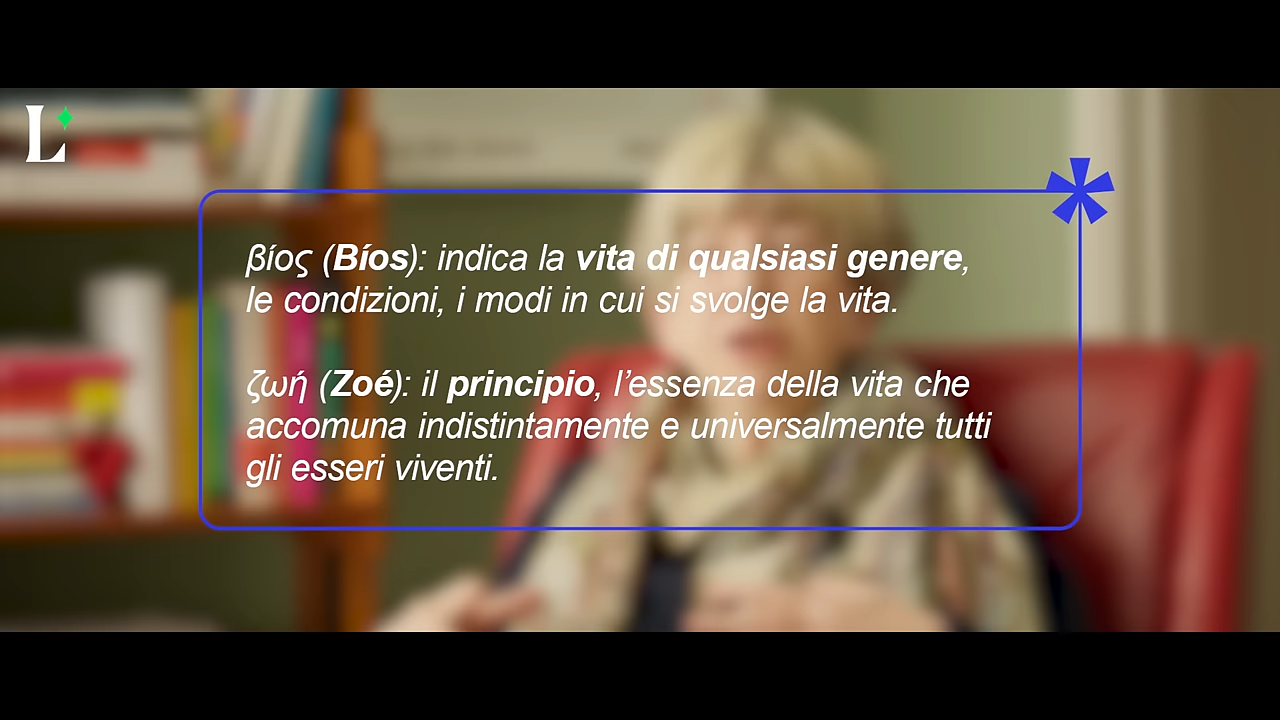 L
βίος (Bíos): indica la vita di qualsiasi genere,
le condizioni, i modi in cui si svolge la vita.
ζωή (Zoé): il principio, l’essenza della vita che
accomuna indistintamente e universalmente tutti
gli esseri viventi.